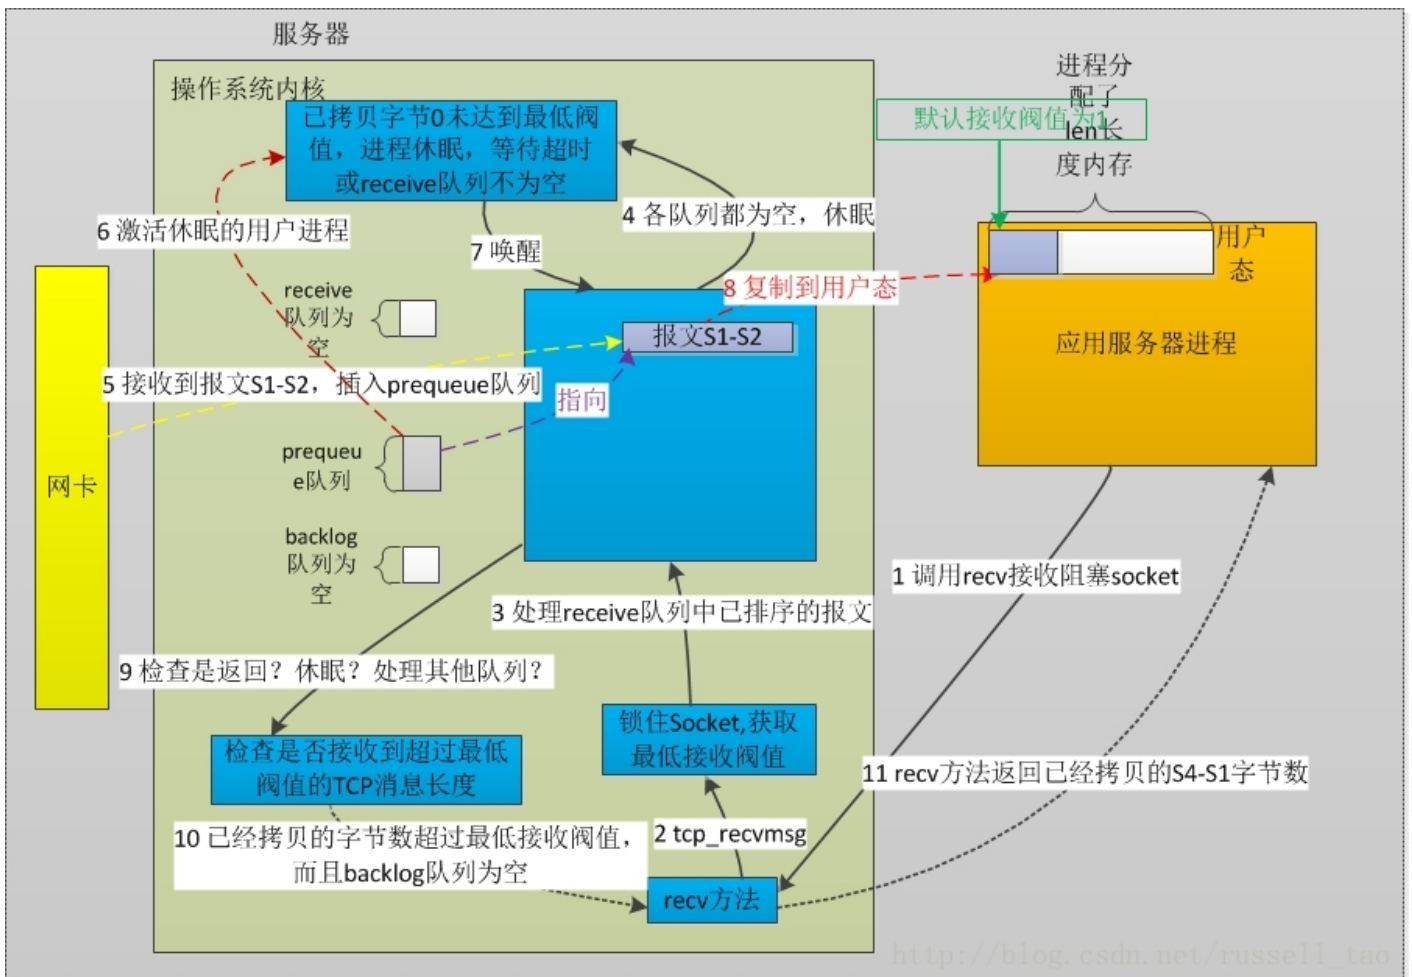 服务器
操作系统内核
已拷贝字节0未达到最低阀
值，进程休眠，等待超时
或receive队列不为空
进程分
配了
len长
度内存
默认接收阀值为1
6 激活休眠的用户进程
4 各队列都为空，休眠
7 唤醒
用户
态
8 复制到用户态
receive
队列为
空
报文S1-S2
应用服务器进程
5 接收到报文S1-S2，插入prequeue队列
指向
网卡
prequeu
e队列
backlog
队列为
空
1 调用recv接收阻塞socket
3 处理receive队列中已排序的报文
9 检查是返回？休眠？处理其他队列？
锁住Socket,获取
最低接收阀值
检查是否接收到超过最低
阀值的TCP消息长度
11 recv方法返回已经拷贝的S4-S1字节数
10 已经拷贝的字节数超过最低接收阀值，
而且backlog队列为空
2 tcp_recvmsg
recv方法
http://blog.csdn.net/russell_tao